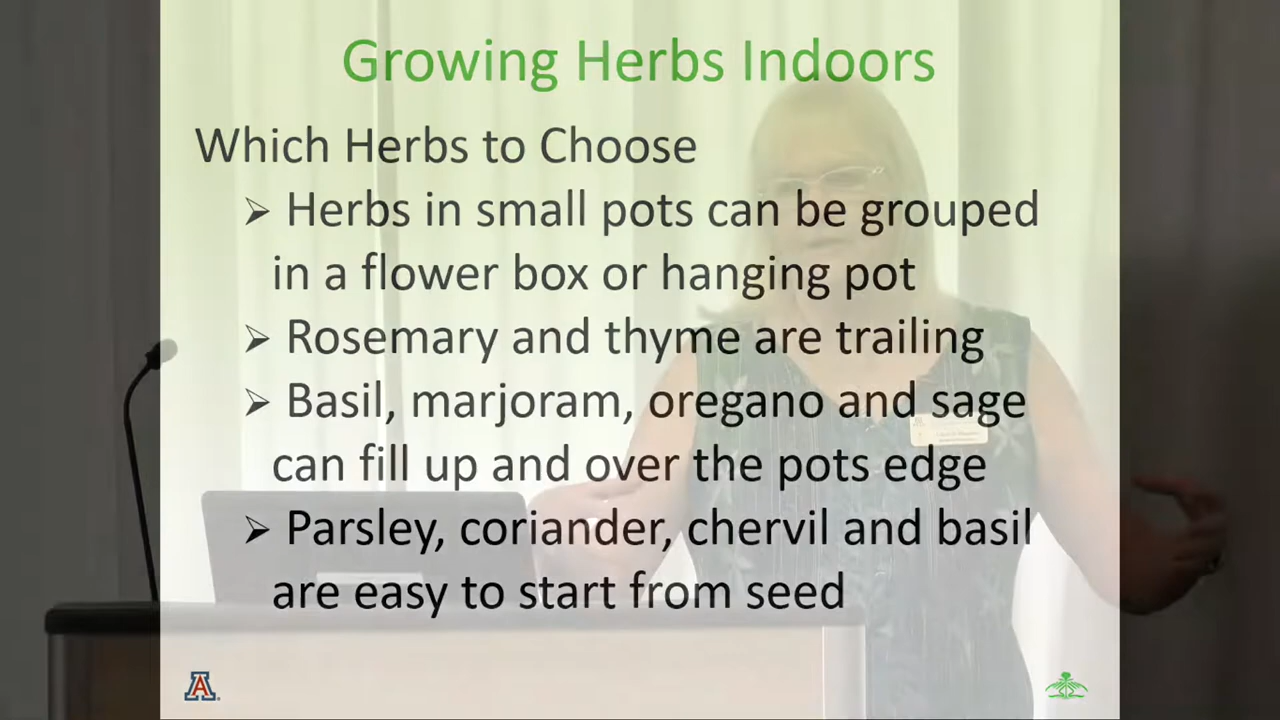 Growing Herbs Indoors
Which Herbs to Choose
➢ Herbs in small pots can be grouped
in a flower box or hanging pot
➢ Rosemary and thyme are trailing
➢ Basil, marjoram, oregano and sage
can fill up and over the pots edge
➢ Parsley, coriander, chervil and basil
are easy to start from seed
A